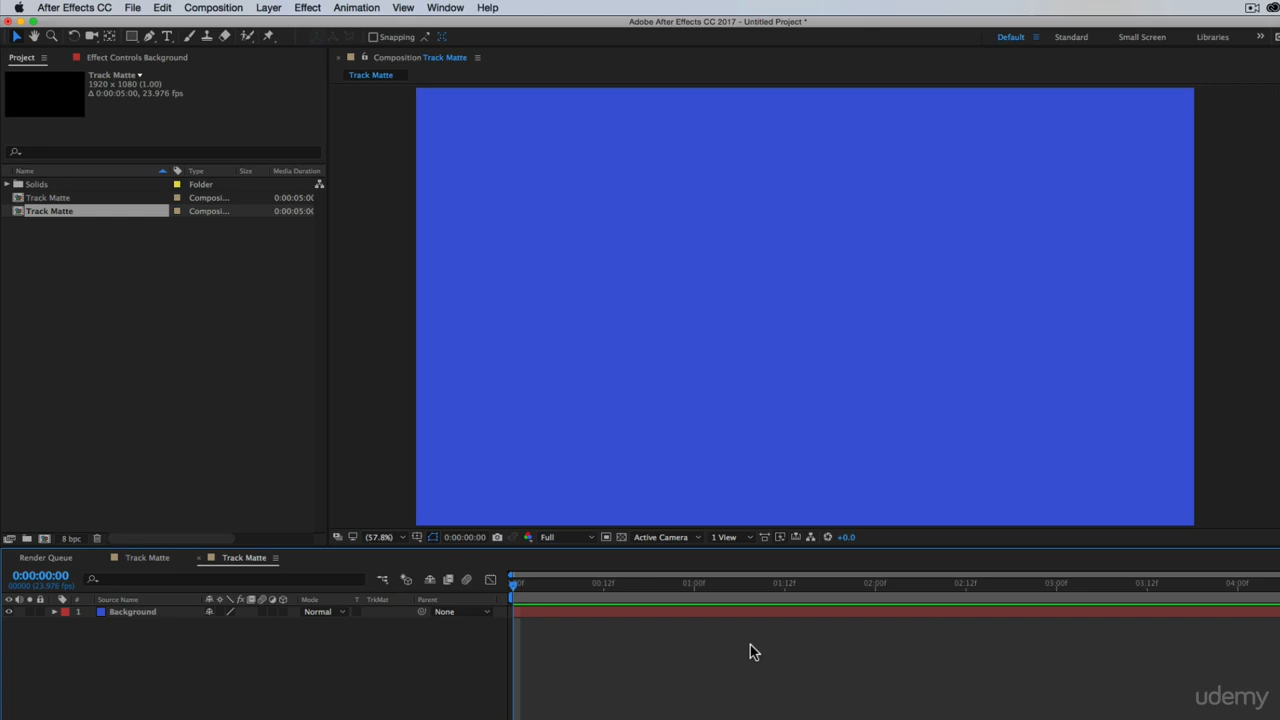 After Effects CC File Edit Composition Layer Effect Animation View Window Help
Adobe After Effects CC 2017 - Untitled Project *
Snapping Default Standard Small Screen Libraries
Project Effect Controls Background Composition Track Matte
Track Matte
1920 x 1080 (1.00)
Δ 0:00:05:00, 23.976 fps
Track Matte
Name Type Size Media Duration
Solids Folder
Track Matte Composi... 0:00:05:00
Track Matte Composi... 0:00:05:00
8 bpc (57.8%) 0:00:00:00 Full Active Camera 1 View +0.0
Render Queue Track Matte Track Matte
0:00:00:00
00000 (23.976 fps)
:00f 00:12f 01:00f 01:12f 02:00f 02:12f 03:00f 03:12f 04:00f
# Source Name Mode T TrkMat Parent
1 Background Normal None
udemy